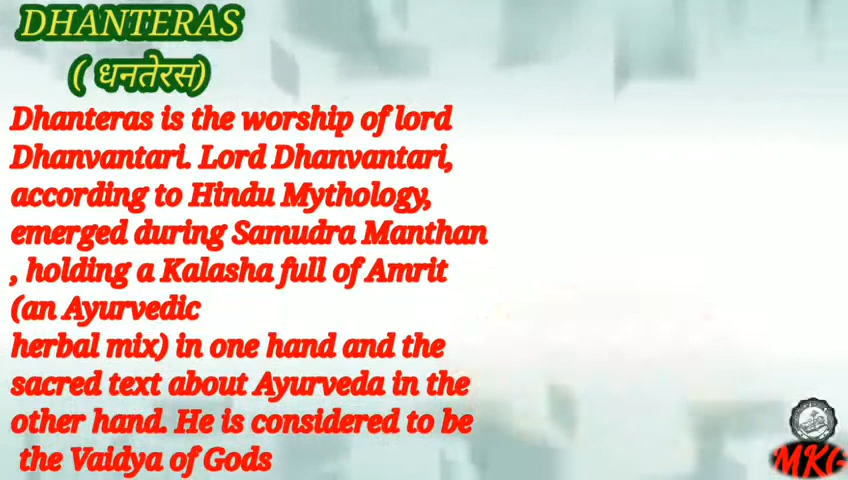 DHANTERAS
( धनतेरस)
Dhanteras is the worship of lord
Dhanvantari. Lord Dhanvantari,
according to Hindu Mythology,
emerged during Samudra Manthan
, holding a Kalasha full of Amrit
(an Ayurvedic
herbal mix) in one hand and the
sacred text about Ayurveda in the
other hand. He is considered to be
the Vaidya of Gods
MKG